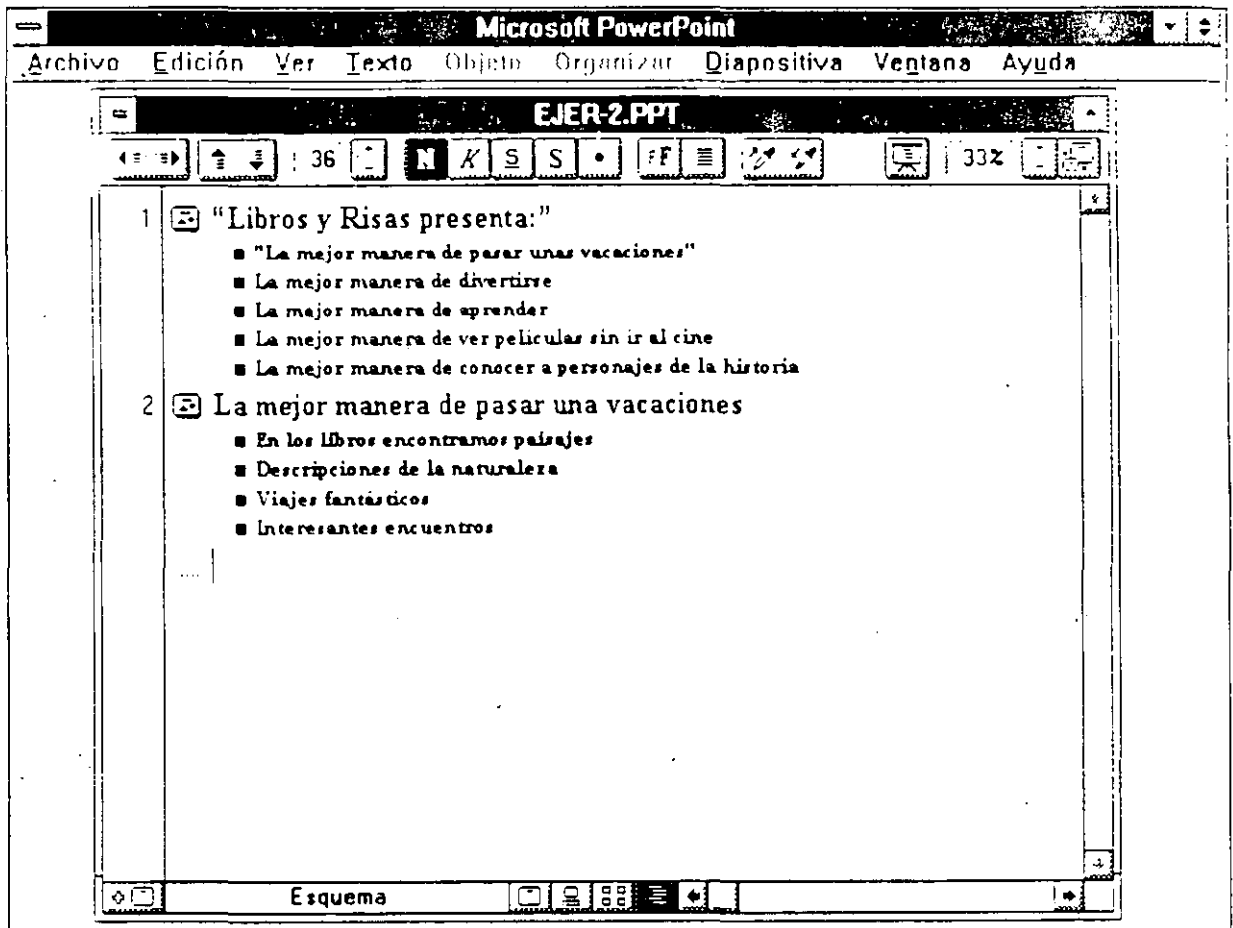 Microsoft PowerPoint
Archivo Edición Ver Texto Objeto Organizar Diapositiva Ventana Ayuda
EJER-2.PPT
36 N K S S 33%
1 "Libros y Risas presenta:"
"La mejor manera de pasar unas vacaciones"
La mejor manera de divertirse
La mejor manera de aprender
La mejor manera de ver peliculas sin ir al cine
La mejor manera de conocer a personajes de la historia
2 La mejor manera de pasar una vacaciones
En los libros encontramos paisajes
Descripciones de la naturaleza
Viajes fantásticos
Interesantes encuentros
Esquema